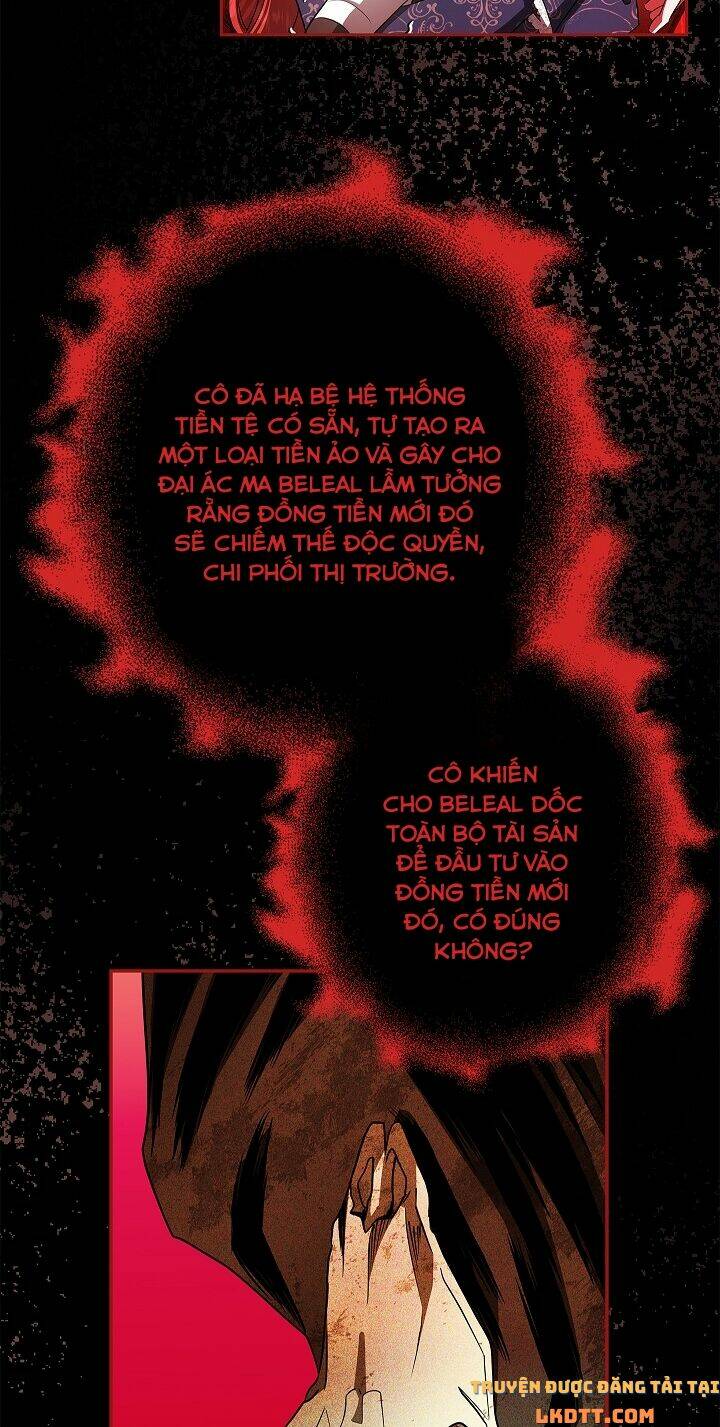 CÔ ĐÃ HẠ BỆ HỆ THỐNG
TIỀN TỆ CÓ SẴN, TỰ TẠO RA
MỘT LOẠI TIỀN ẢO VÀ GÂY CHO
ĐẠI ÁC MA BELEAL LẦM TƯỞNG
RẰNG ĐỒNG TIỀN MỚI ĐÓ
SẼ CHIẾM THẾ ĐỘC QUYỀN,
CHI PHỐI THỊ TRƯỜNG.
CÔ KHIẾN
CHO BELEAL DỐC
TOÀN BỘ TÀI SẢN
ĐỂ ĐẦU TƯ VÀO
ĐỒNG TIỀN MỚI
ĐÓ, CÓ ĐÚNG
KHÔNG?
TRUYỆN ĐƯỢC ĐĂNG TẢI TẠI
LKDTT.COM